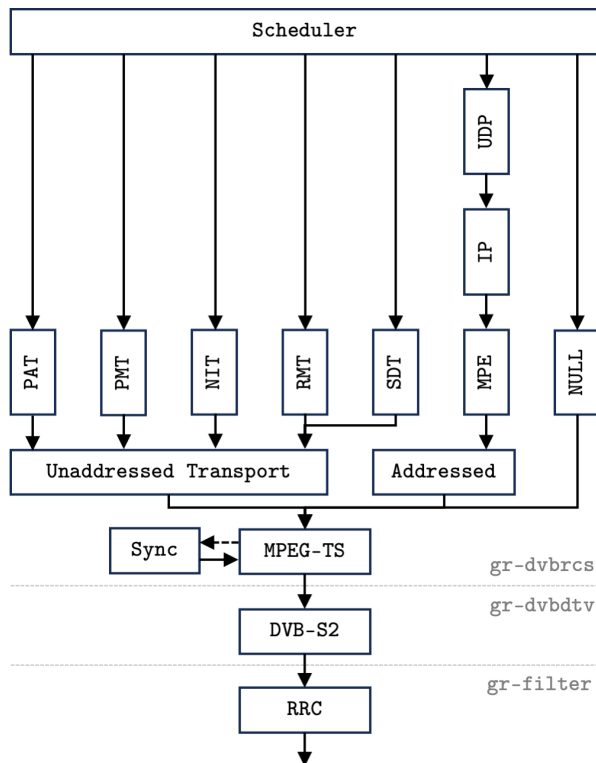 Scheduler
UDP
IP
PAT
PMT
NIT
RMT
SDT
MPE
NULL
Unaddressed Transport
Addressed
Sync
MPEG-TS
gr-dvbrcs
gr-dvbdtv
DVB-S2
gr-filter
RRC